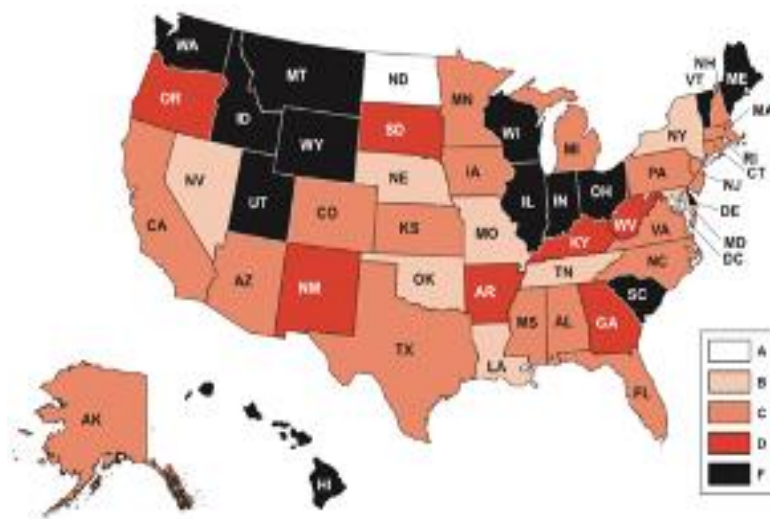 WA
MT
ND
MN
NH
VT
ME
OR
ID
WY
SD
WI
MI
NY
MA
RI
CT
NV
UT
NE
IA
PA
NJ
CA
CO
KS
MO
IL
IN
OH
WV
VA
DE
MD
DC
KY
AZ
NM
OK
AR
TN
NC
SC
TX
LA
MS
AL
GA
FL
AK
HI
A
B
C
D
F